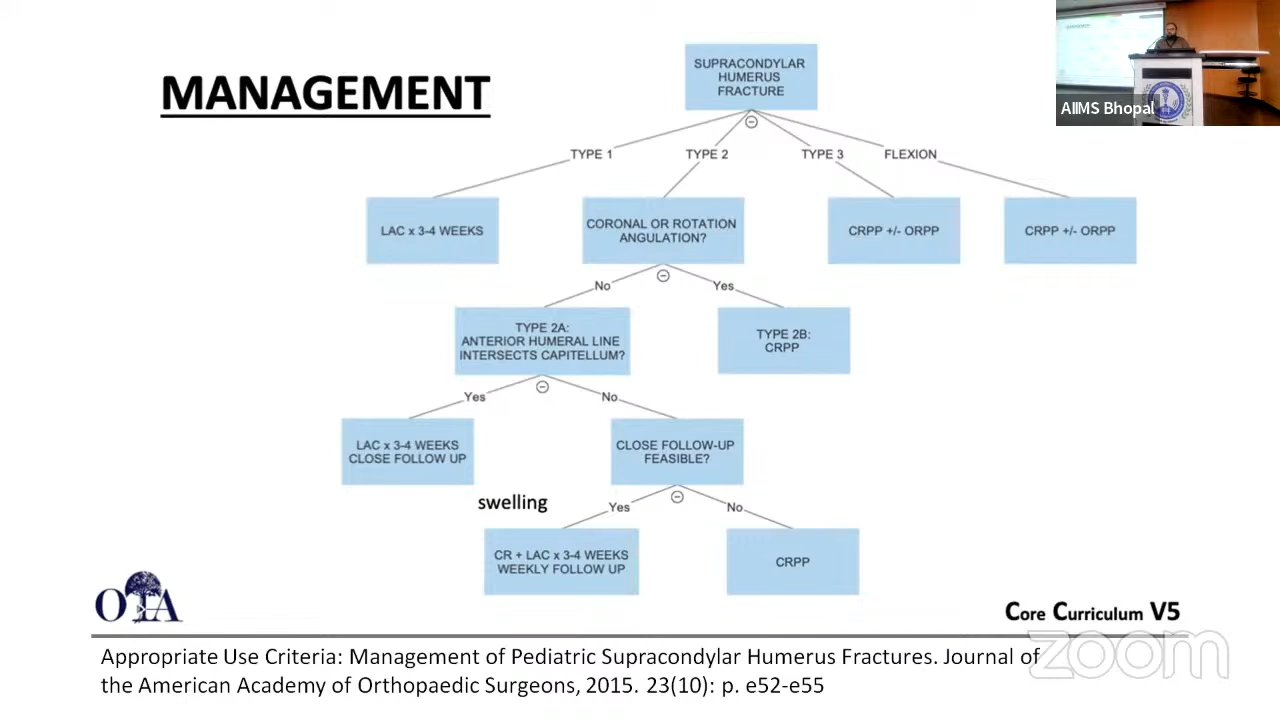 MANAGEMENT
SUPRACONDYLAR
HUMERUS
FRACTURE
AIIMS Bhopal
TYPE 1
TYPE 2
TYPE 3
FLEXION
LAC x 3-4 WEEKS
CORONAL OR ROTATION
ANGULATION?
CRPP +/- ORPP
CRPP +/- ORPP
No
Yes
TYPE 2A:
ANTERIOR HUMERAL LINE
INTERSECTS CAPITELLUM?
TYPE 2B:
CRPP
Yes
No
LAC x 3-4 WEEKS
CLOSE FOLLOW UP
CLOSE FOLLOW-UP
FEASIBLE?
swelling
Yes
No
CR + LAC x 3-4 WEEKS
WEEKLY FOLLOW UP
CRPP
OTA
Core Curriculum V5
zoom
Appropriate Use Criteria: Management of Pediatric Supracondylar Humerus Fractures. Journal of
the American Academy of Orthopaedic Surgeons, 2015. 23(10): p. e52-e55